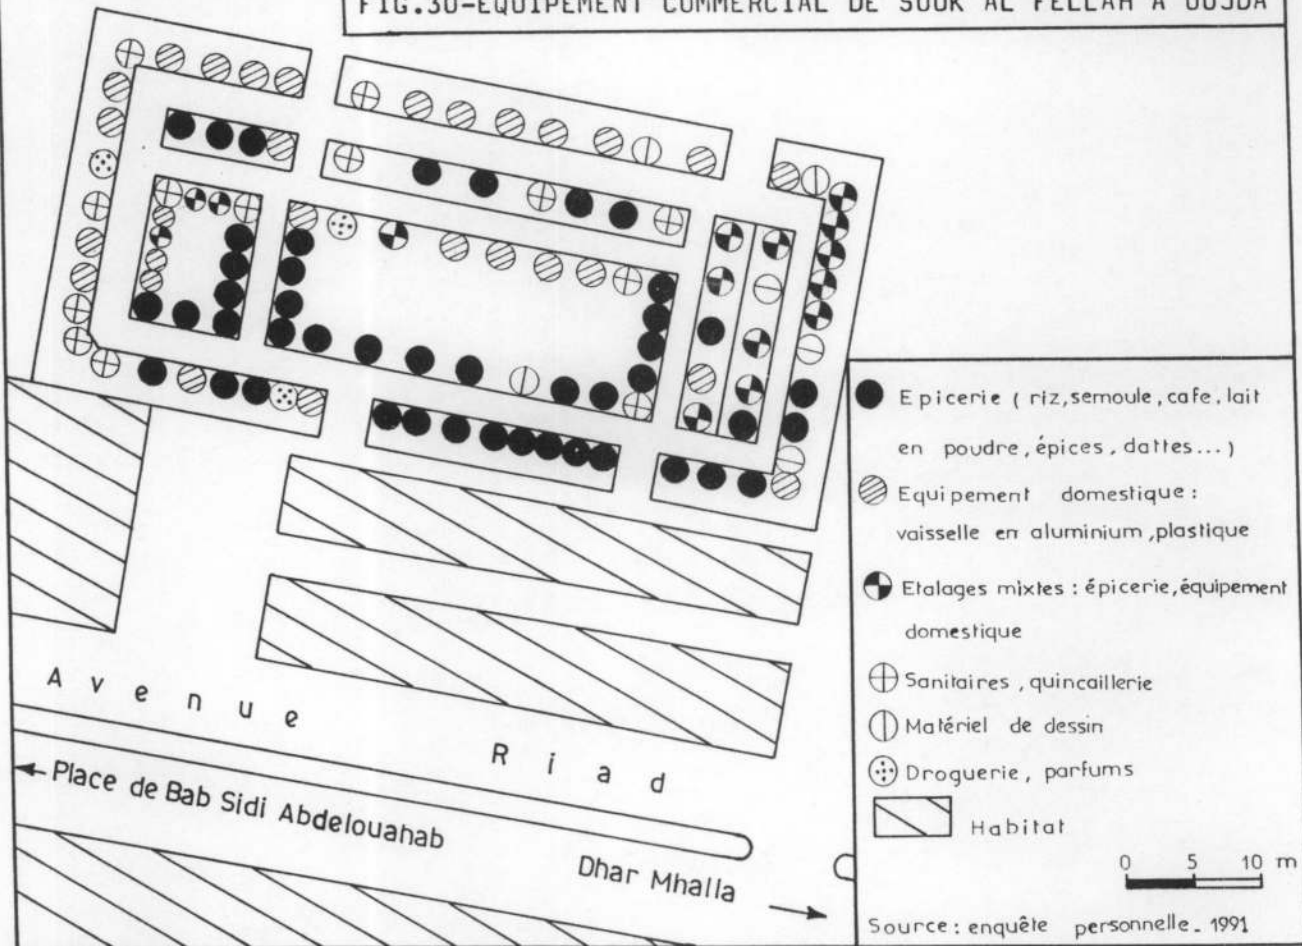 FIG.30-EQUIPEMENT COMMERCIAL DE SOUK AL FELLAH A OUJDA
Epicerie ( riz, semoule, cafe, lait
en poudre, épices, dattes...)
Equipement domestique :
vaisselle en aluminium, plastique
Etalages mixtes : épicerie, équipement
domestique
Sanitaires, quincaillerie
Matériel de dessin
Droguerie, parfums
Habitat
0 5 10 m
Source : enquête personnelle. 1991
Avenue Riad
Place de Bab Sidi Abdelouahab
Dhar Mhalla